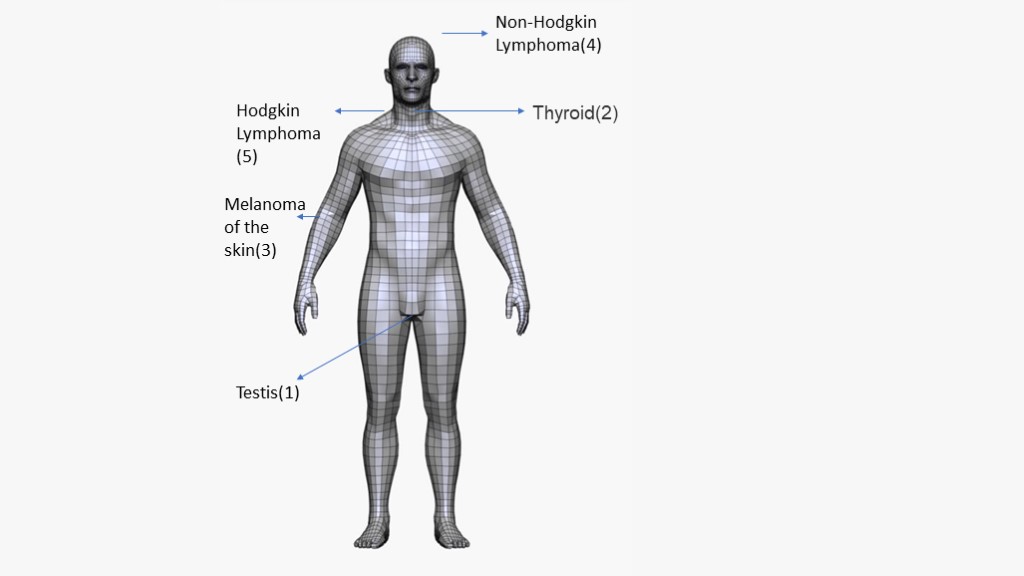 Non-Hodgkin
Lymphoma(4)
Hodgkin
Lymphoma
(5)
Thyroid(2)
Melanoma
of the
skin(3)
Testis(1)